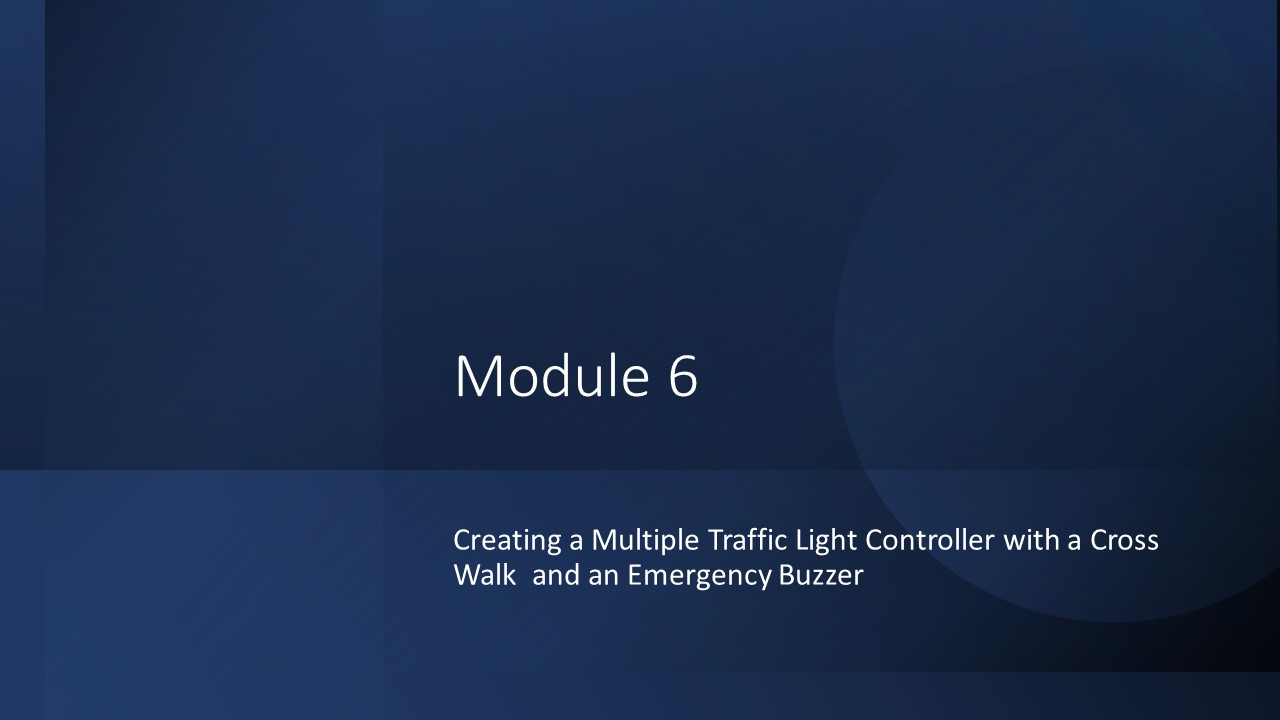 Module 6
Creating a Multiple Traffic Light Controller with a Cross
Walk  and an Emergency Buzzer